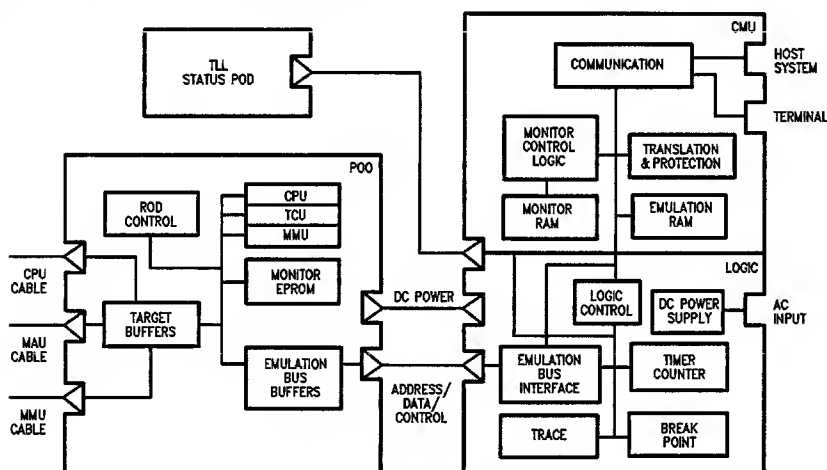 TLL
STATUS POD
CMU
COMMUNICATION
HOST
SYSTEM
TERMINAL
MONITOR
CONTROL
LOGIC
TRANSLATION
& PROTECTION
MONITOR
RAM
EMULATION
RAM
POO
ROD
CONTROL
CPU
TCU
MMU
MONITOR
EPROM
CPU
CABLE
TARGET
BUFFERS
MAU
CABLE
MMU
CABLE
EMULATION
BUS
BUFFERS
DC POWER
ADDRESS/
DATA/
CONTROL
LOGIC
LOGIC
CONTROL
DC POWER
SUPPLY
AC
INPUT
EMULATION
BUS
INTERFACE
TIMER
COUNTER
TRACE
BREAK
POINT